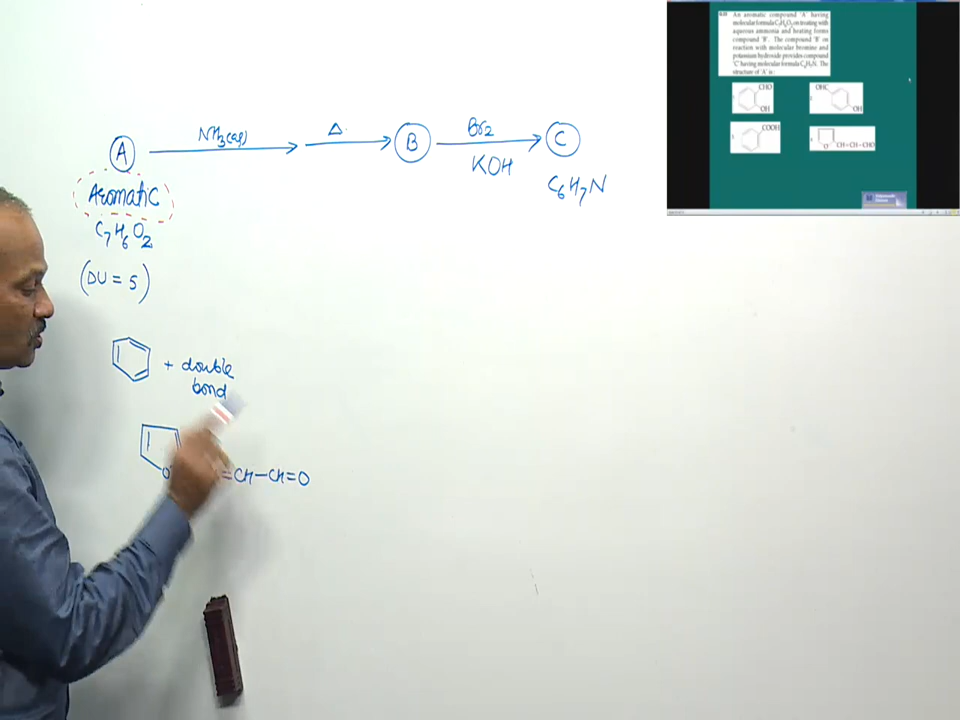 A NH3(aq) Δ B Br2 C
KOH
Aromatic
C6H7N
C7H6O2
(DU = 5)
+ double
bond
O = CH–CH=O
An aromatic compound 'A' having
molecular formula C7H6O2 on treating with
aqueous ammonia and heating forms
compound 'B'. The compound 'B' on
reaction with molecular bromine and
potassium hydroxide provides compound
'C' having molecular formula C6H7N. The
structure of 'A' is:
CHO
OH
OHC
OH
COOH
O CH=CH–CHO